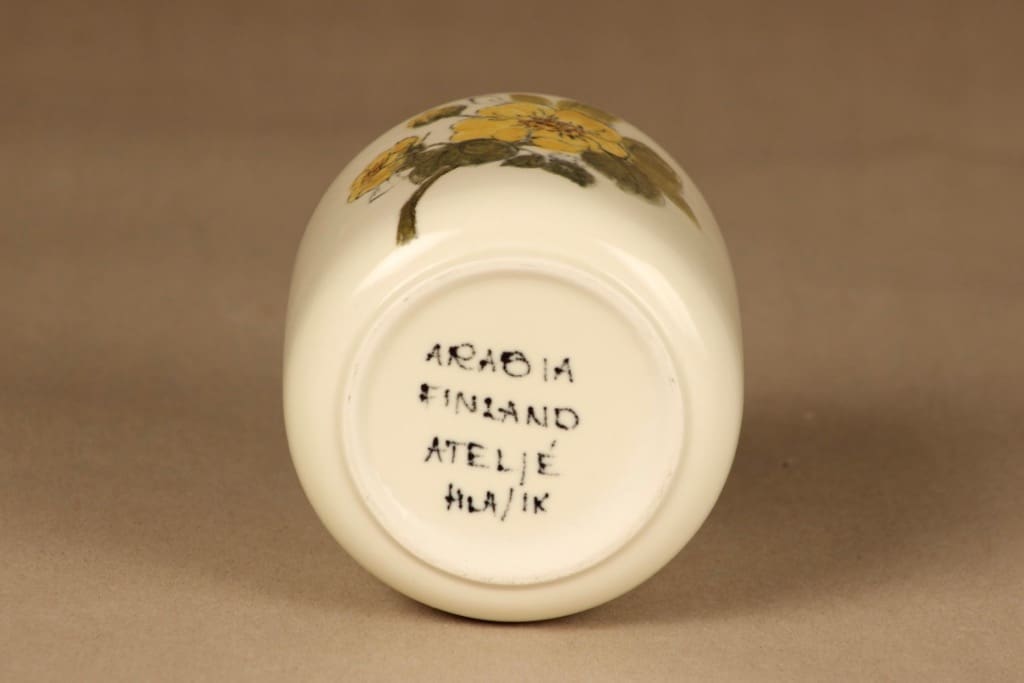 ARABIA
FINLAND
ATELJÉ
HLA/IK